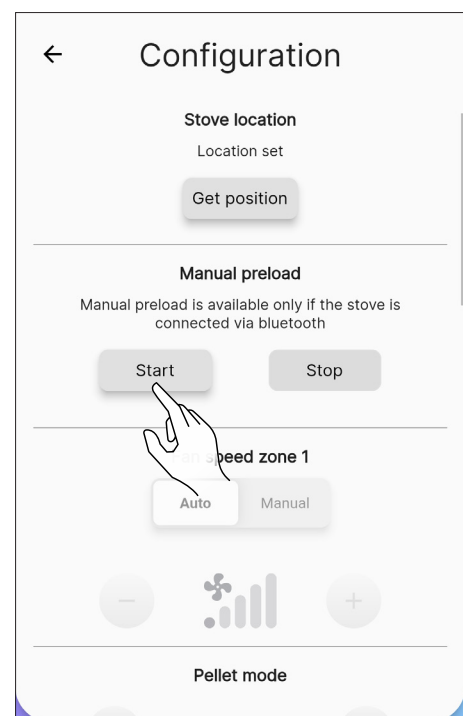 Configuration
Stove location
Location set
Get position
Manual preload
Manual preload is available only if the stove is
connected via bluetooth
Start Stop
speed zone 1
Auto Manual
Pellet mode